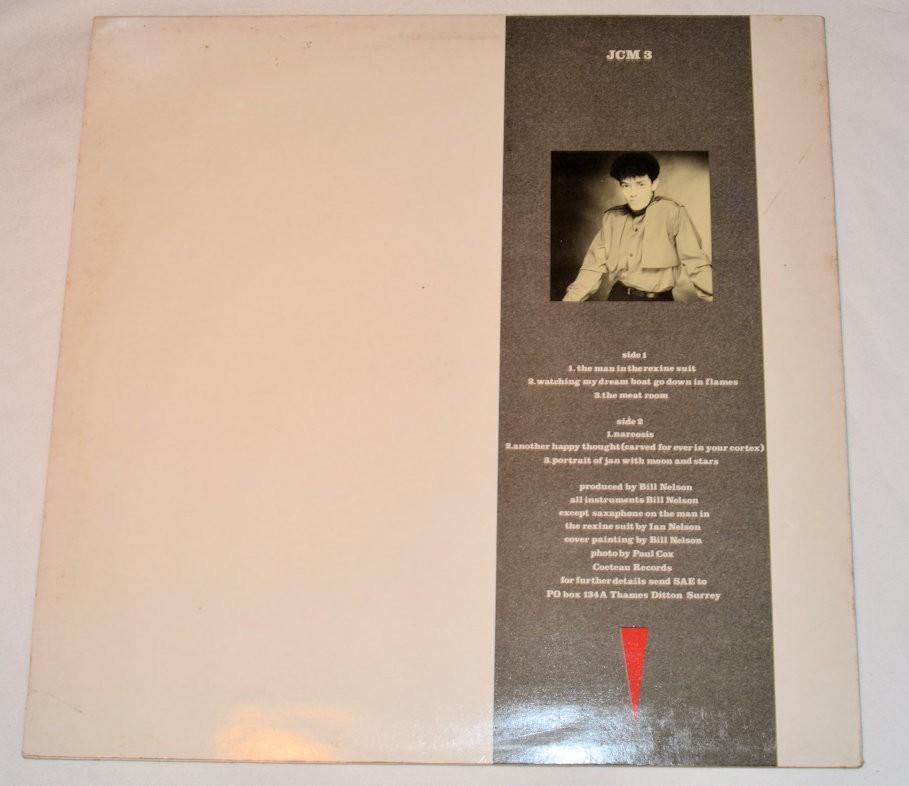 JCM 3
side 1
1. the man in the rexine suit
2. watching my dream boat go down in flames
3. the meat room
side 2
1. narcosis
2. another happy thought (carved for ever in your cortex)
3. portrait of jan with moon and stars
produced by Bill Nelson
all instruments Bill Nelson
except saxaphone on the man in
the rexine suit by Ian Nelson
cover painting by Bill Nelson
photo by Paul Cox
Cocteau Records
for further details send SAE to
PO box 134A Thames Ditton Surrey